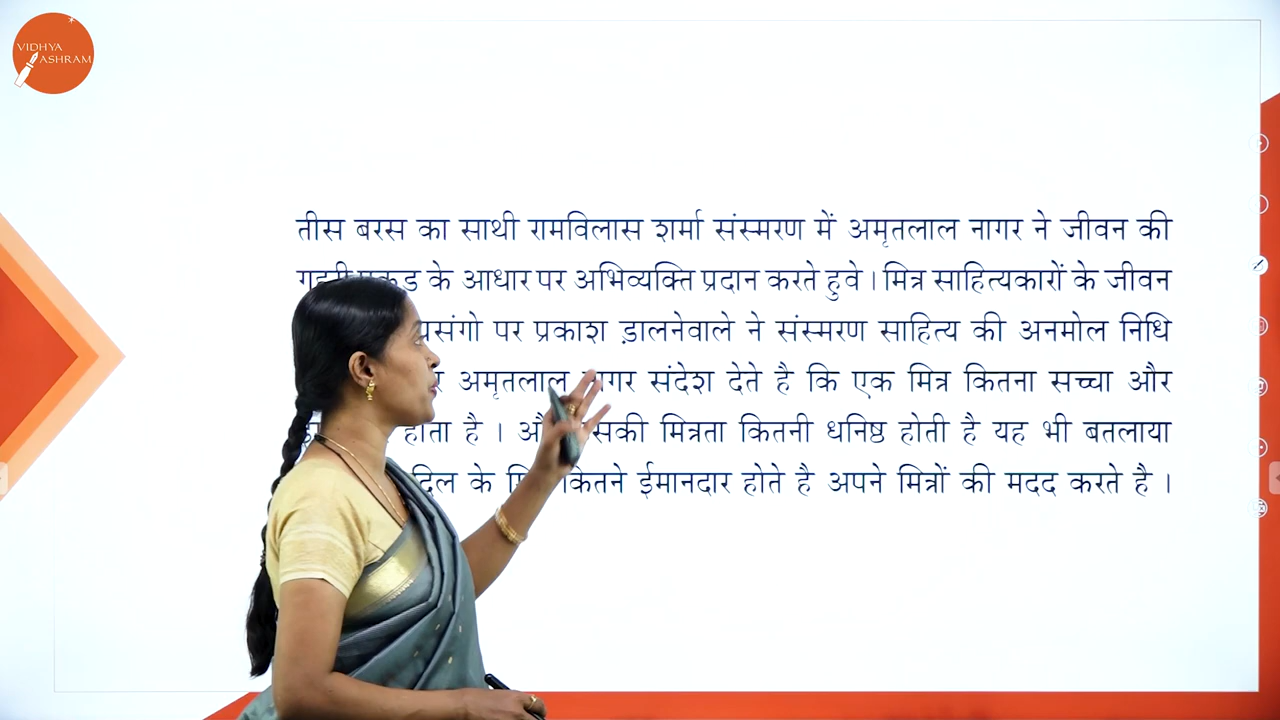 VIDHYA
ASHRAM
तीस बरस का साथी रामविलास शर्मा संस्मरण में अमृतलाल नागर ने जीवन की
के आधार पर अभिव्यक्ति प्रदान करते हुवे । मित्र साहित्यकारों के जीवन
प्रसंगो पर प्रकाश ड़ालनेवाले ने संस्मरण साहित्य की अनमोल निधि
अमृतलाल नागर संदेश देते है कि एक मित्र कितना सच्चा और
होता है । मित्रता कितनी धनिष्ठ होती है यह भी बतलाया
दिल के कितने ईमानदार होते है अपने मित्रों की मदद करते है ।